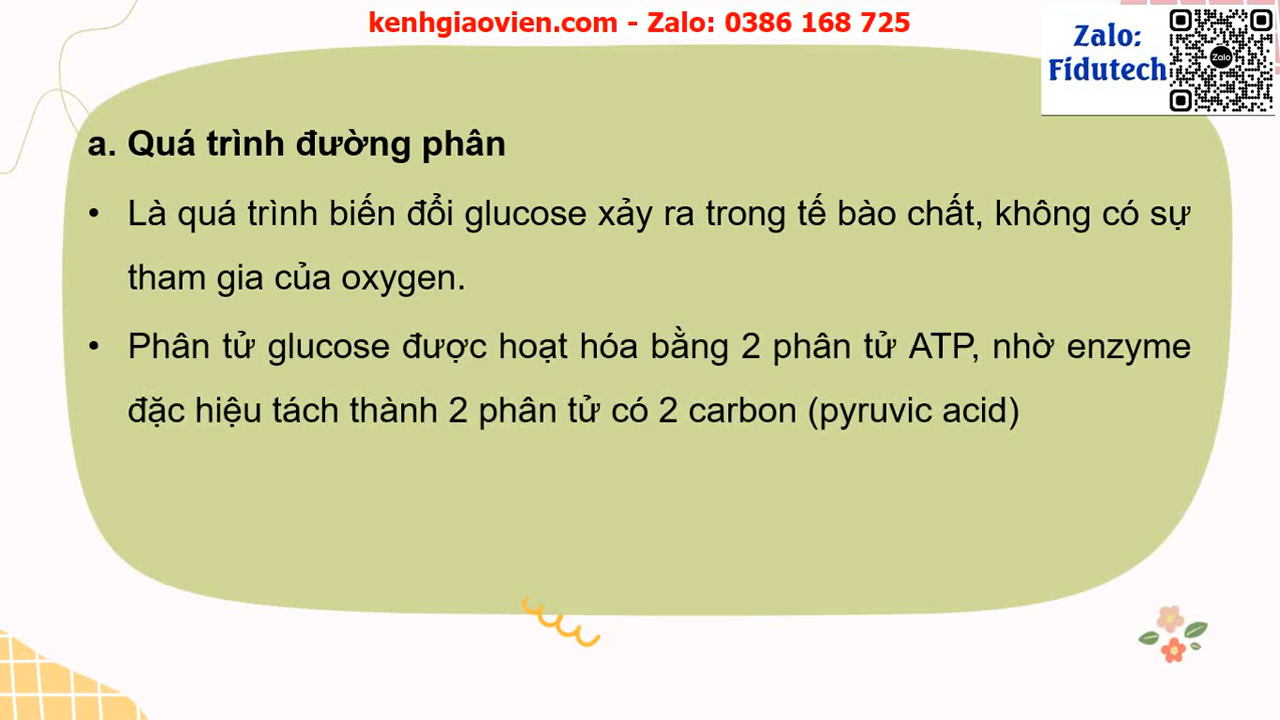 kenhgiaovien.com - Zalo: 0386 168 725
Zalo:
Fidutech
Zalo
a. Quá trình đường phân
• Là quá trình biến đổi glucose xảy ra trong tế bào chất, không có sự
tham gia của oxygen.
• Phân tử glucose được hoạt hóa bằng 2 phân tử ATP, nhờ enzyme
đặc hiệu tách thành 2 phân tử có 2 carbon (pyruvic acid)